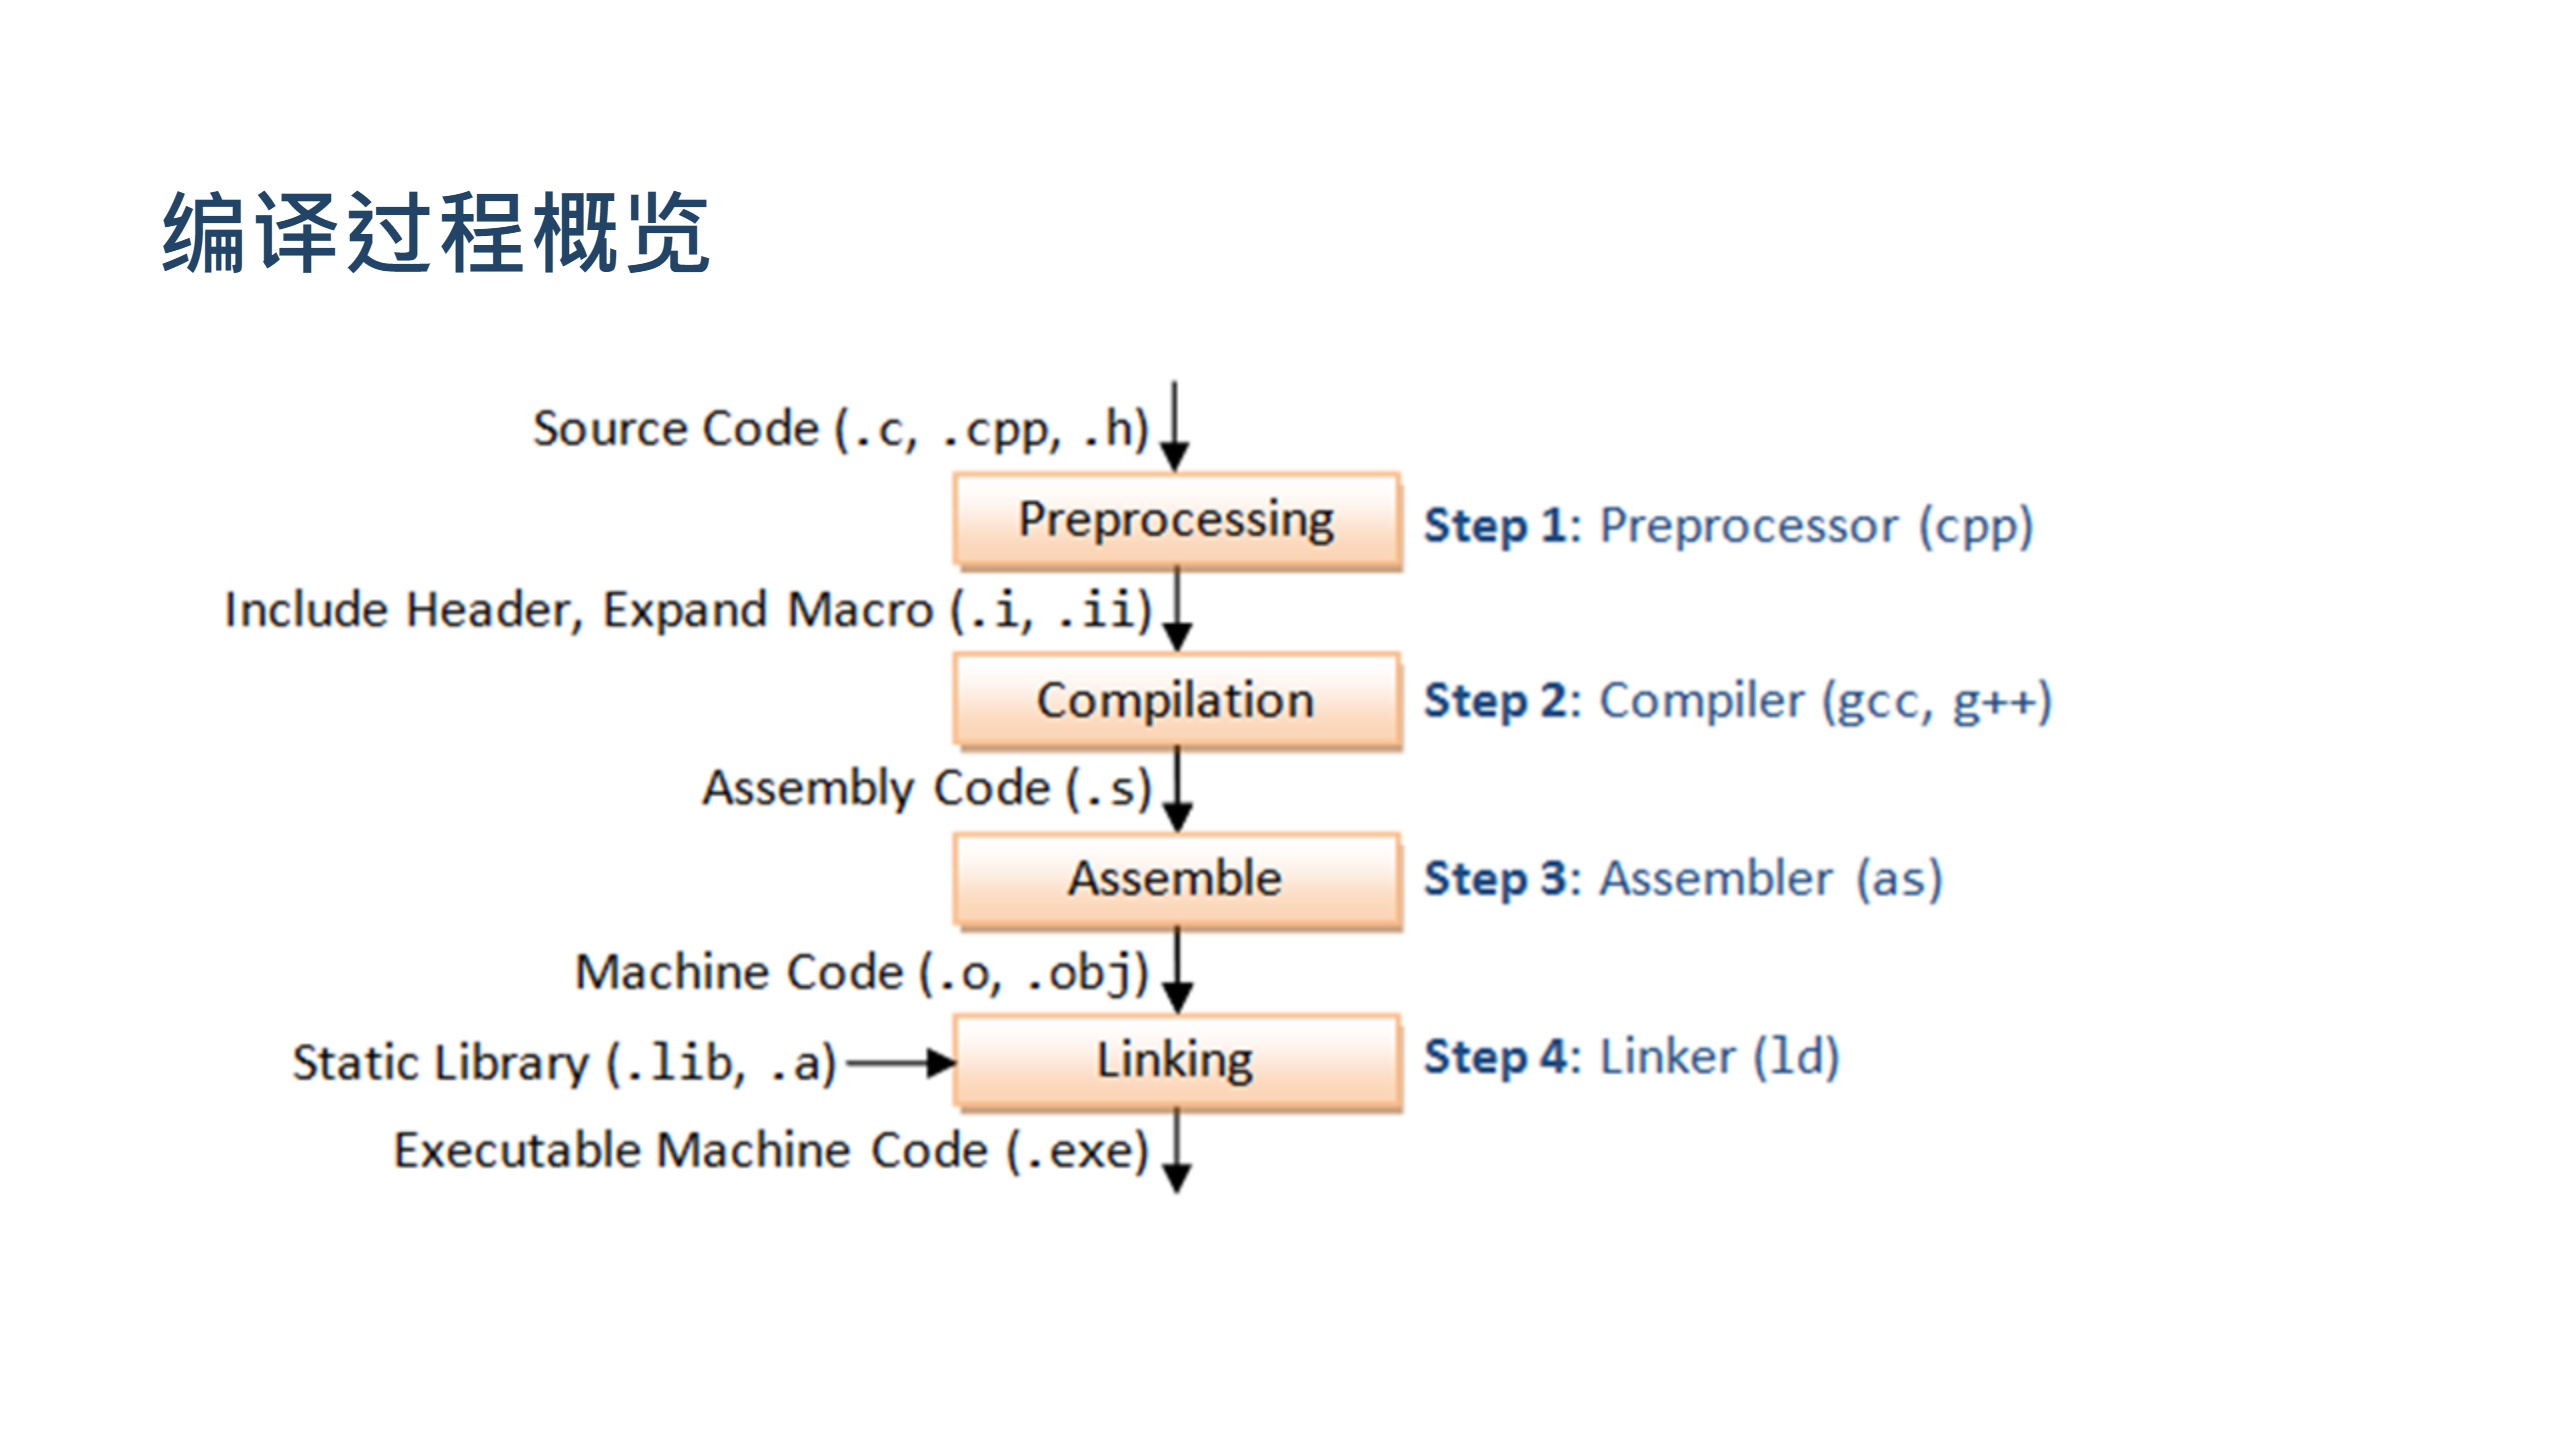 编译过程概览
Source Code (.c, .cpp, .h)
Preprocessing
Step 1: Preprocessor (cpp)
Include Header, Expand Macro (.i, .ii)
Compilation
Step 2: Compiler (gcc, g++)
Assembly Code (.s)
Assemble
Step 3: Assembler (as)
Machine Code (.o, .obj)
Static Library (.lib, .a)
Linking
Step 4: Linker (ld)
Executable Machine Code (.exe)